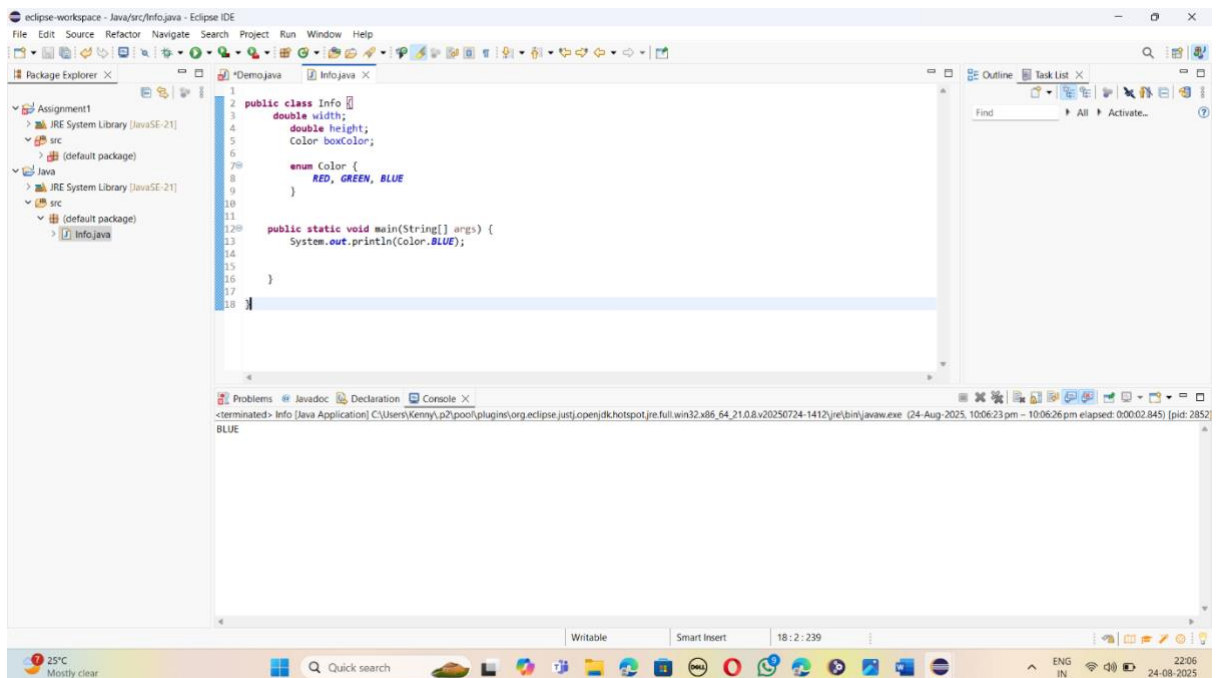 eclipse-workspace - Java/src/Info.java - Eclipse IDE
File Edit Source Refactor Navigate Search Project Run Window Help
Package Explorer
Assignment1
JRE System Library [JavaSE-21]
src
(default package)
Java
JRE System Library [JavaSE-21]
src
(default package)
Info.java
*Demo.java Info.java
1
2 public class Info {
3 double width;
4 double height;
5 Color boxColor;
6
7 enum Color {
8 RED, GREEN, BLUE
9 }
10
11
12 public static void main(String[] args) {
13 System.out.println(Color.BLUE);
14
15
16 }
17
18 }
Outline Task List
Find All Activate...
Problems Javadoc Declaration Console
<terminated> Info [Java Application] C:\Users\Kenny\.p2\pool\plugins\org.eclipse.justj.openjdk.hotspot.jre.full.win32.x86_64_21.0.8.v20250724-1412\jre\bin\javaw.exe (24-Aug-2025, 10:06:23 pm – 10:06:26 pm elapsed: 0:00:02.845) [pid: 2852]
BLUE
Writable Smart Insert 18 : 2 : 239
7
25°C
Mostly clear
Quick search
DELL
9
ENG
IN
22:06
24-08-2025